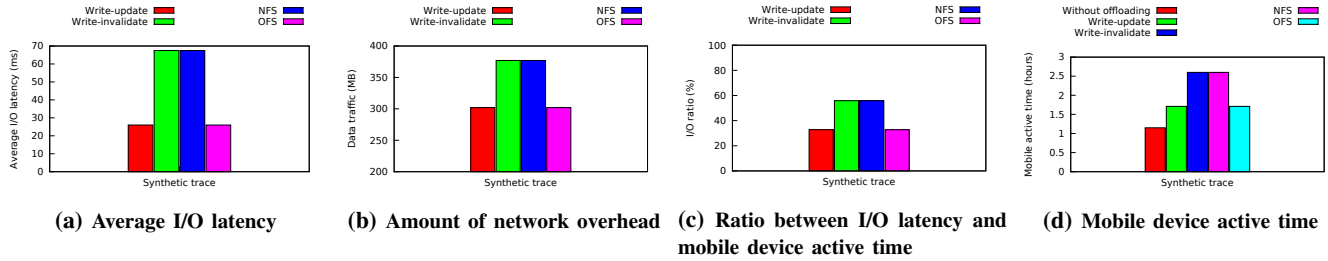 Write-update
Write-invalidate
NFS
OFS
Average I/O latency (ms)
70
60
50
40
30
20
10
0
Synthetic trace
(a) Average I/O latency
Write-update
Write-invalidate
NFS
OFS
Data traffic (MB)
400
350
300
250
200
Synthetic trace
(b) Amount of network overhead
Write-update
Write-invalidate
NFS
OFS
I/O ratio (%)
100
80
60
40
20
0
Synthetic trace
(c) Ratio between I/O latency and
mobile device active time
Without offloading
Write-update
Write-invalidate
NFS
OFS
Mobile active time (hours)
3
2.5
2
1.5
1
0.5
0
Synthetic trace
(d) Mobile device active time